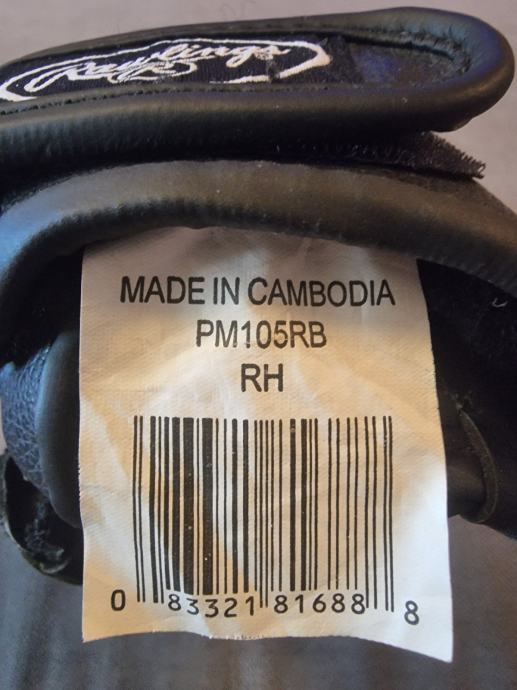 Rawlings
MADE IN CAMBODIA
PM105RB
RH
0 83321 81688 8